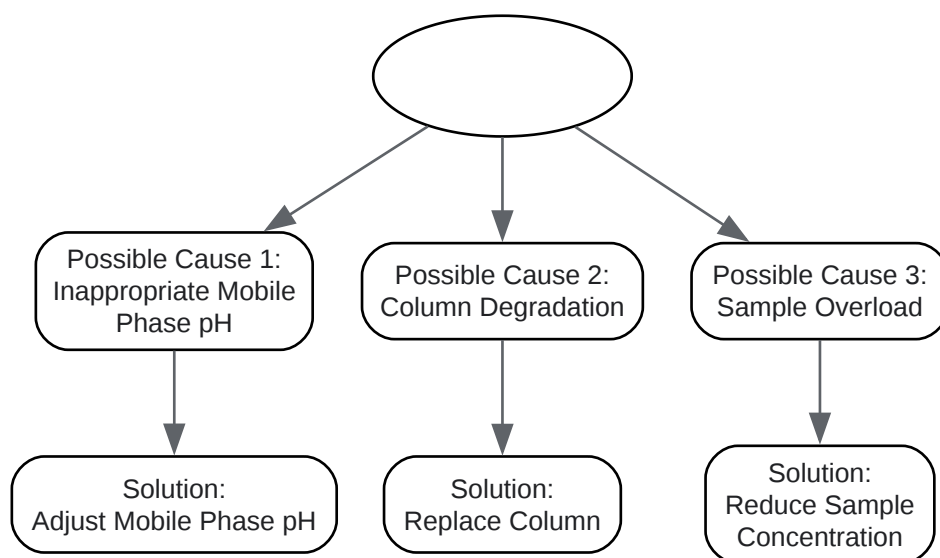 Possible Cause 1:
Inappropriate Mobile
Phase pH
Possible Cause 2:
Column Degradation
Possible Cause 3:
Sample Overload
Solution:
Adjust Mobile Phase pH
Solution:
Replace Column
Solution:
Reduce Sample
Concentration